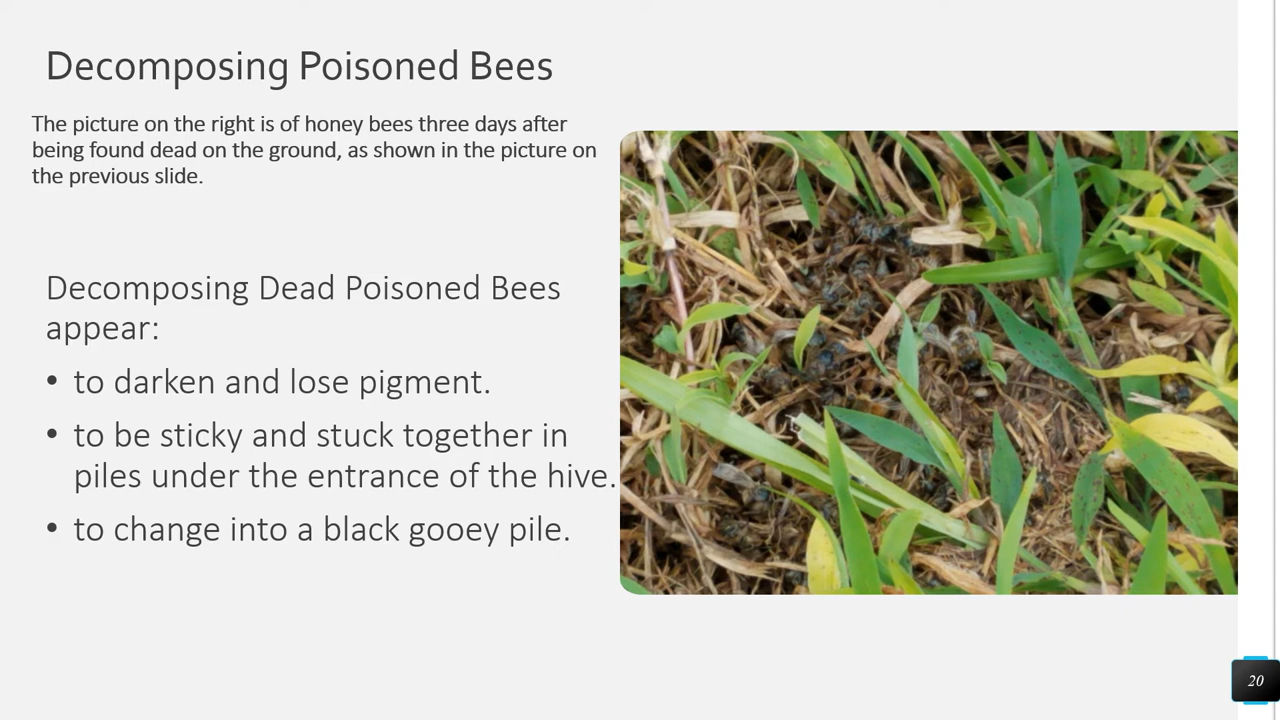 Decomposing Poisoned Bees
The picture on the right is of honey bees three days after
being found dead on the ground, as shown in the picture on
the previous slide.
Decomposing Dead Poisoned Bees
appear:
• to darken and lose pigment.
• to be sticky and stuck together in
piles under the entrance of the hive.
• to change into a black gooey pile.
20